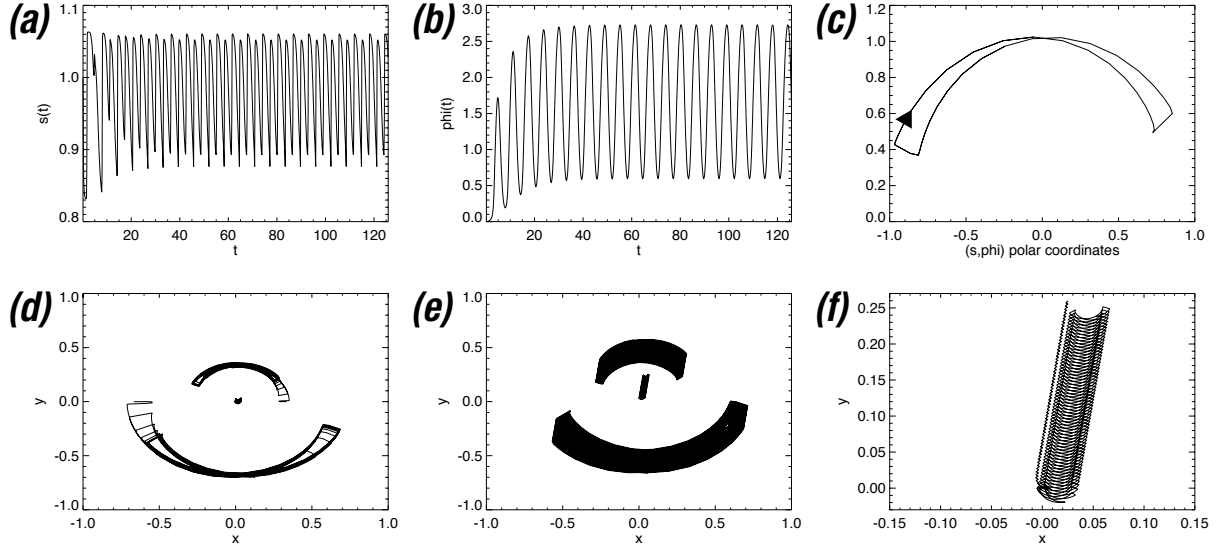 (a)
1.1
1.0
0.9
0.8
s(t)
20 40 60 80 100 120
t
(b)
3.0
2.5
2.0
1.5
1.0
0.5
0.0
phi(t)
20 40 60 80 100 120
t
(c)
1.2
1.0
0.8
0.6
0.4
0.2
0.0
-1.0 -0.5 0.0 0.5 1.0
(s,phi) polar coordinates
(d)
1.0
0.5
0.0
-0.5
-1.0
y
-1.0 -0.5 0.0 0.5 1.0
x
(e)
1.0
0.5
0.0
-0.5
-1.0
y
-1.0 -0.5 0.0 0.5 1.0
x
(f)
0.25
0.20
0.15
0.10
0.05
0.00
y
-0.15 -0.10 -0.05 -0.00 0.05 0.10 0.15
x